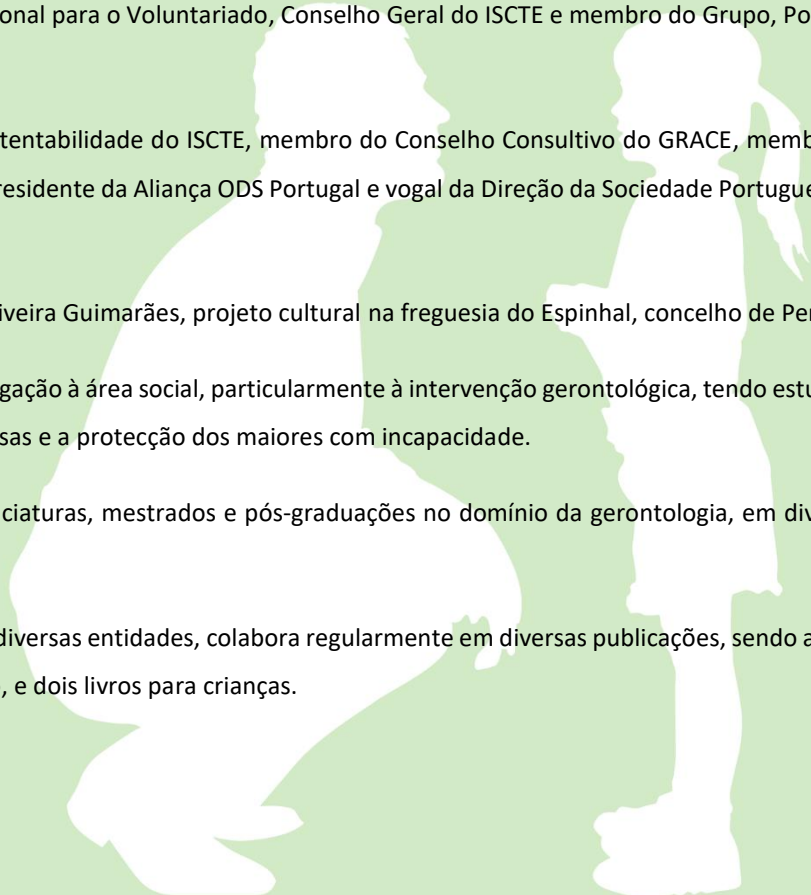 onal para o Voluntariado, Conselho Geral do ISCTE e membro do Grupo, Po
tentabilidade do ISCTE, membro do Conselho Consultivo do GRACE, memb
residente da Aliança ODS Portugal e vogal da Direção da Sociedade Portugue
iveira Guimarães, projeto cultural na freguesia do Espinhal, concelho de Pe
gação à área social, particularmente à intervenção gerontológica, tendo estu
sas e a protecção dos maiores com incapacidade.
ciaturas, mestrados e pós-graduações no domínio da gerontologia, em div
diversas entidades, colabora regularmente em diversas publicações, sendo a
, e dois livros para crianças.